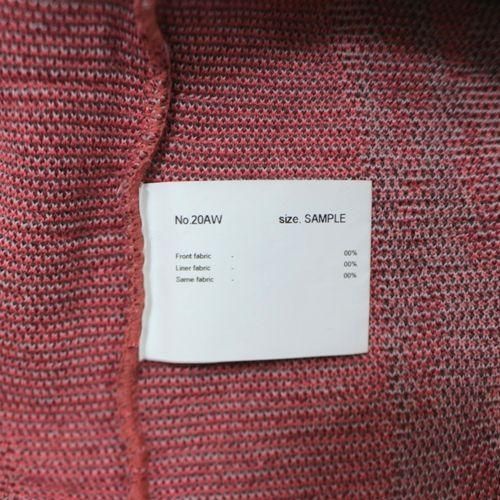 No.20AW size. SAMPLE
Front fabric - 00%
Liner fabric - 00%
Same fabric - 00%